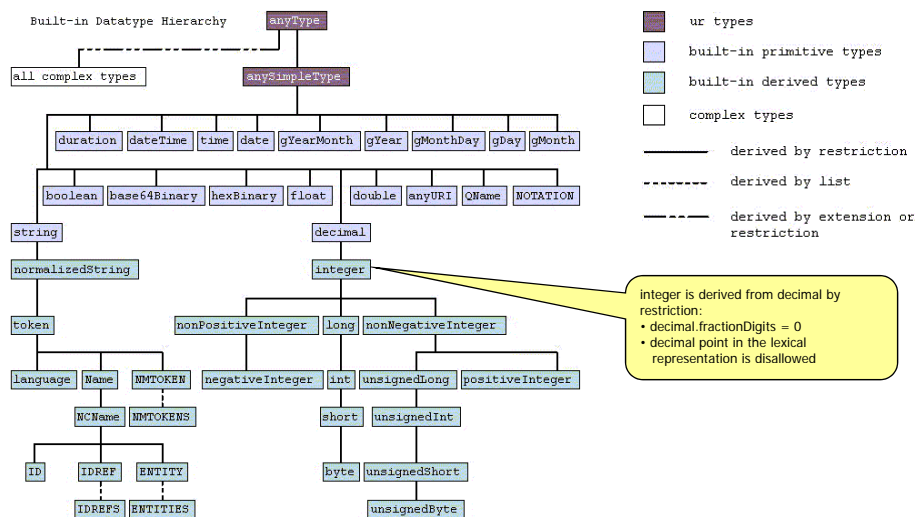 Built-in Datatype Hierarchy
anyType
all complex types
anySimpleType
duration dateTime time date gYearMonth gYear gMonthDay gDay gMonth
boolean base64Binary hexBinary float double anyURI QName NOTATION
string decimal
normalizedString integer
token nonPositiveInteger long nonNegativeInteger
language Name NMTOKEN negativeInteger int unsignedLong positiveInteger
NCName NMTOKENS short unsignedInt
ID IDREF ENTITY byte unsignedShort
IDREFS ENTITIES unsignedByte
ur types
built-in primitive types
built-in derived types
complex types
derived by restriction
derived by list
derived by extension or
restriction
integer is derived from decimal by
restriction:
• decimal.fractionDigits = 0
• decimal point in the lexical
representation is disallowed